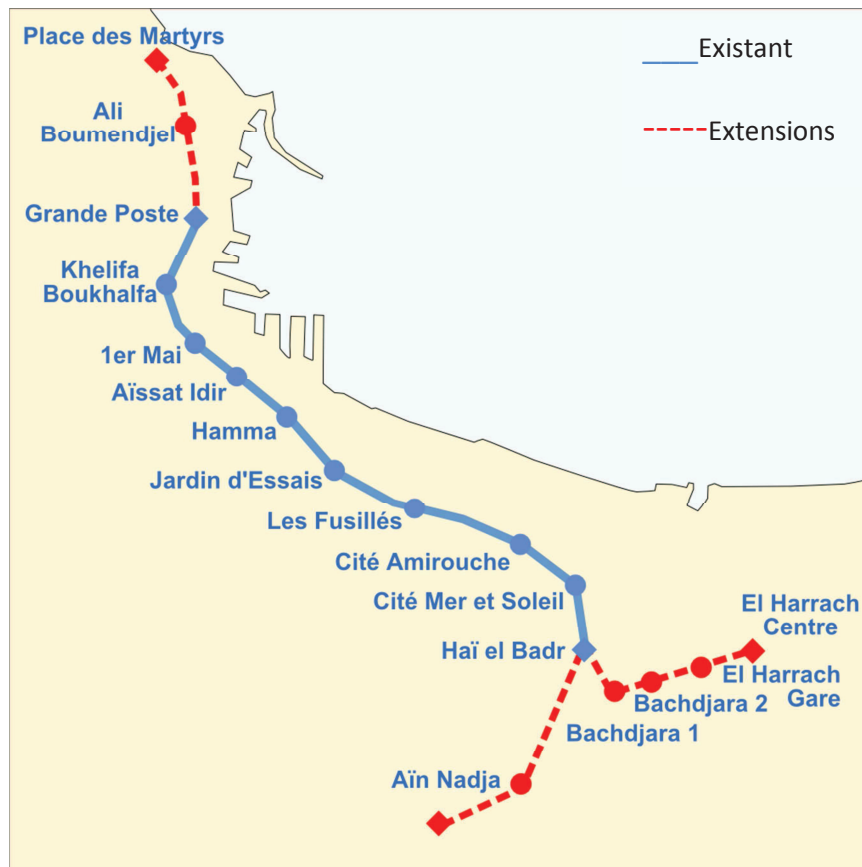 Place des Martyrs
Existant
Ali
Boumendjel
Extensions
Grande Poste
Khelifa
Boukhalfa
1er Mai
Aïssat Idir
Hamma
Jardin d'Essais
Les Fusillés
Cité Amirouche
Cité Mer et Soleil
El Harrach
Centre
Haï el Badr
El Harrach
Gare
Bachdjara 2
Bachdjara 1
Aïn Nadja